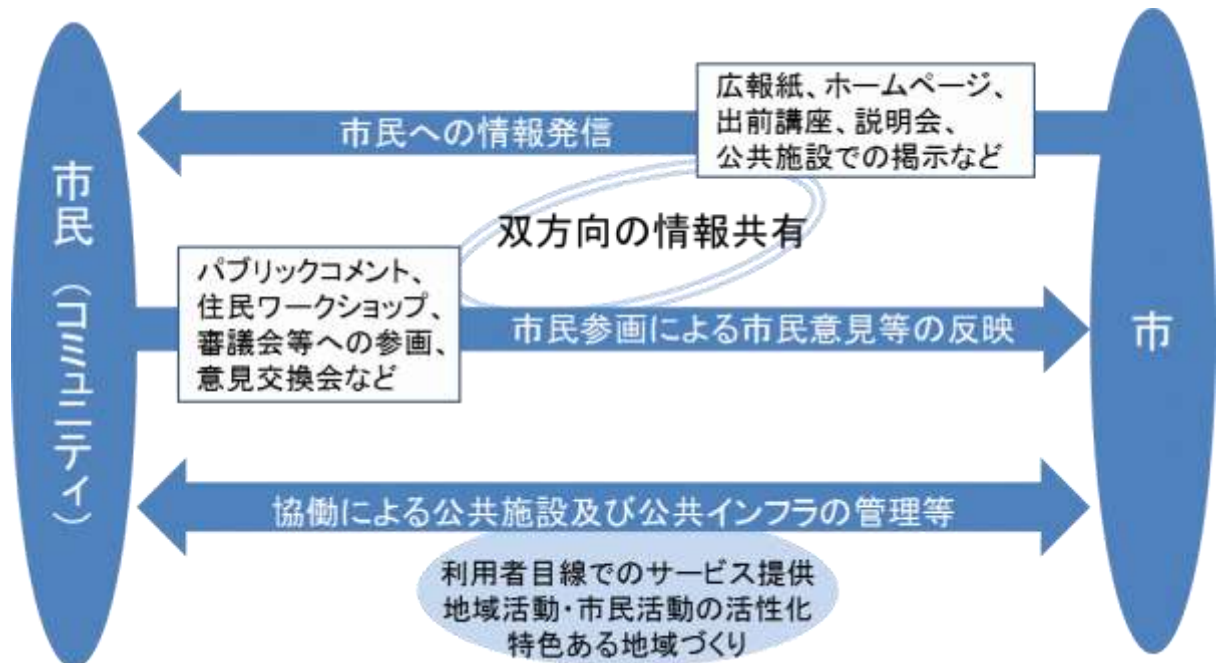 広報紙、ホームページ、
出前講座、説明会、
公共施設での掲示など
市民への情報発信
市民（コミュニティ）
双方向の情報共有
パブリックコメント、
住民ワークショップ、
審議会等への参画、
意見交換会など
市民参画による市民意見等の反映
市
協働による公共施設及び公共インフラの管理等
利用者目線でのサービス提供
地域活動・市民活動の活性化
特色ある地域づくり